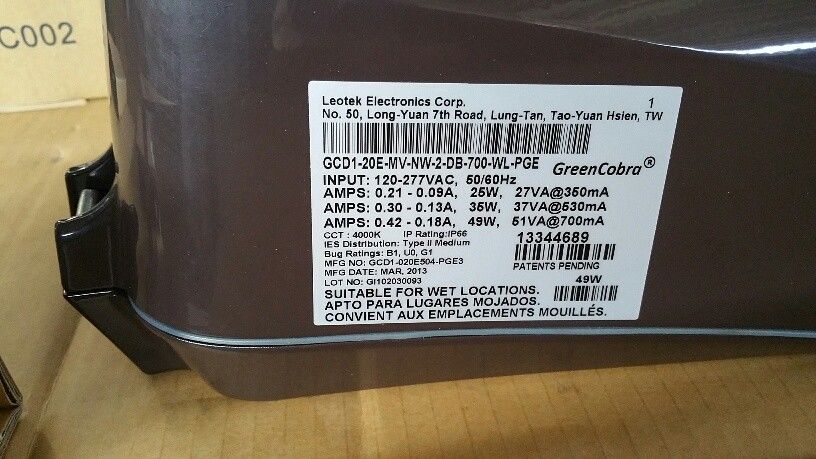 C002
Leotek Electronics Corp. 1
No. 50, Long-Yuan 7th Road, Lung-Tan, Tao-Yuan Hsien, TW
GCD1-20E-MV-NW-2-DB-700-WL-PGE
GreenCobra®
INPUT: 120-277VAC, 50/60Hz
AMPS: 0.21 - 0.09A, 25W, 27VA@350mA
AMPS: 0.30 - 0.13A, 35W, 37VA@530mA
AMPS: 0.42 - 0.18A, 49W, 51VA@700mA
CCT : 4000K IP Rating:IP66
13344689
IES Distribution: Type II Medium
Bug Ratings: B1, U0, G1
MFG NO: GCD1-020E504-PGE3
PATENTS PENDING
MFG DATE: MAR, 2013
49W
LOT NO: GI102030093
SUITABLE FOR WET LOCATIONS.
APTO PARA LUGARES MOJADOS.
CONVIENT AUX EMPLACEMENTS MOUILLÉS.